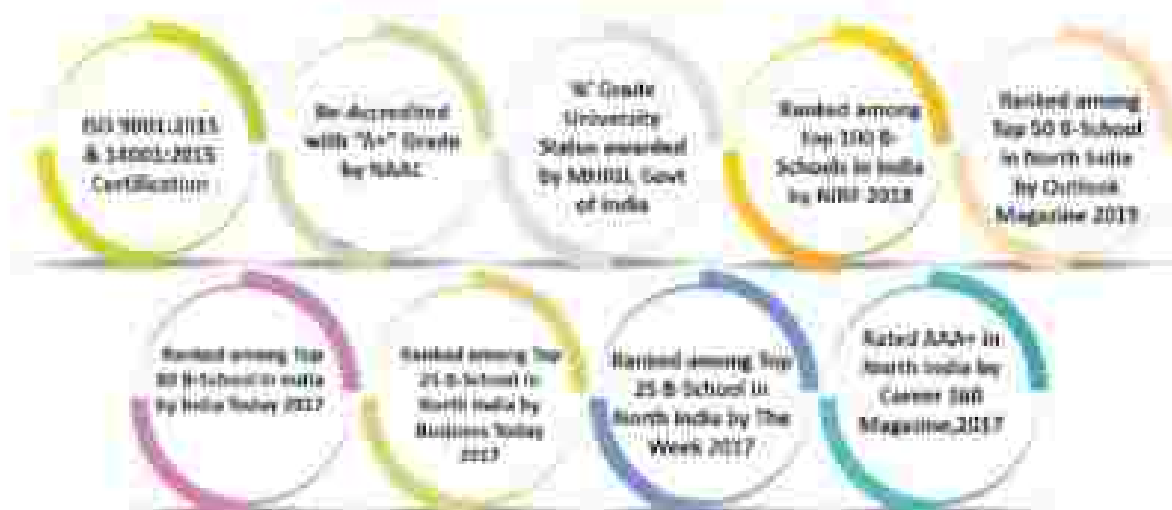 ISO 9001:2015
& 14001:2015
Certification
Re-Accredited
with "A+" Grade
by NAAC
'A' Grade
University
Status awarded
by MHRD, Govt
of India
Ranked among
Top 100 B-
Schools in India
by NIRF 2018
Ranked among
Top 50 B-School
in North India
by Outlook
Magazine 2019
Ranked among Top
80 B-School in India
by India Today 2017
Ranked among Top
25 B-School in
North India by
Business Today
2017
Ranked among Top
25 B-School in
North India by The
Week 2017
Rated AAA+ in
North India by
Career 360
Magazine,2017